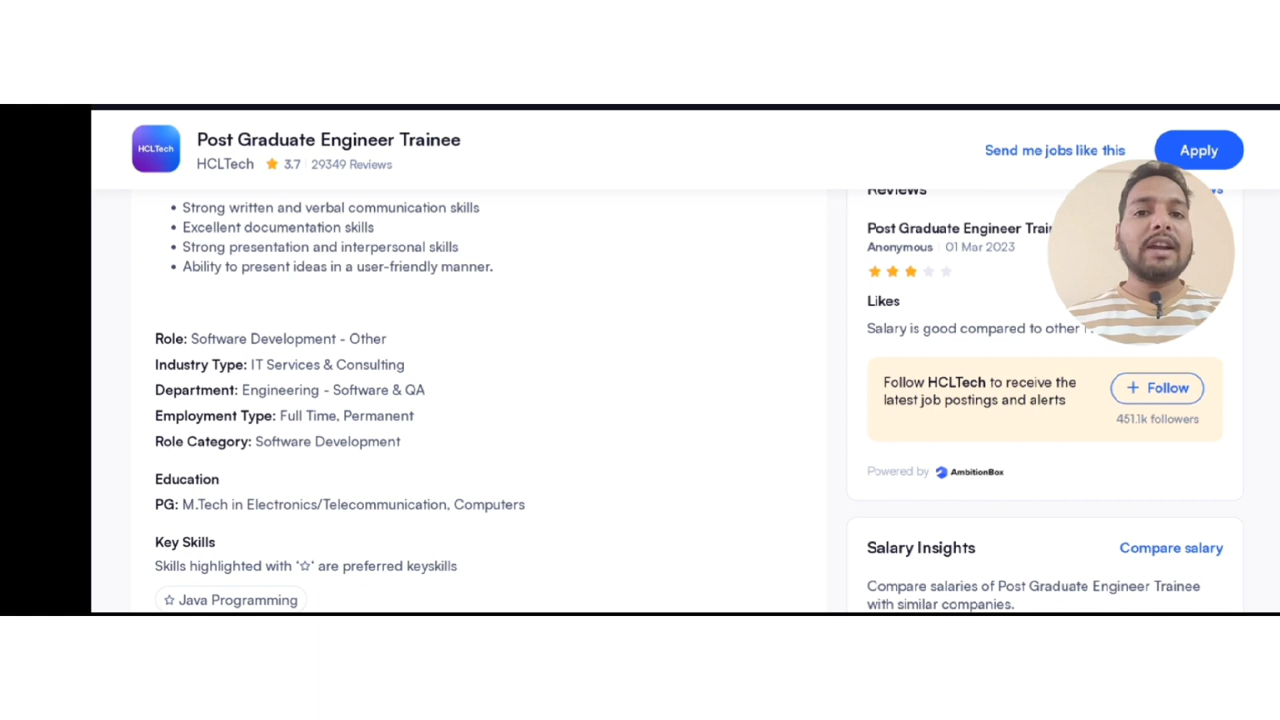 HCLTech
Post Graduate Engineer Trainee
HCLTech 3.7 29349 Reviews
Send me jobs like this
Apply
• Strong written and verbal communication skills
• Excellent documentation skills
• Strong presentation and interpersonal skills
• Ability to present ideas in a user-friendly manner.
Role: Software Development - Other
Industry Type: IT Services & Consulting
Department: Engineering - Software & QA
Employment Type: Full Time, Permanent
Role Category: Software Development
Education
PG: M.Tech in Electronics/Telecommunication, Computers
Key Skills
Skills highlighted with '☆' are preferred keyskills
☆ Java Programming
Reviews
Post Graduate Engineer
Anonymous 01 Mar 2023
Likes
Salary is good compared to other
Follow HCLTech to receive the
latest job postings and alerts
+ Follow
451.1k followers
Powered by AmbitionBox
Salary Insights
Compare salary
Compare salaries of Post Graduate Engineer Trainee
with similar companies.